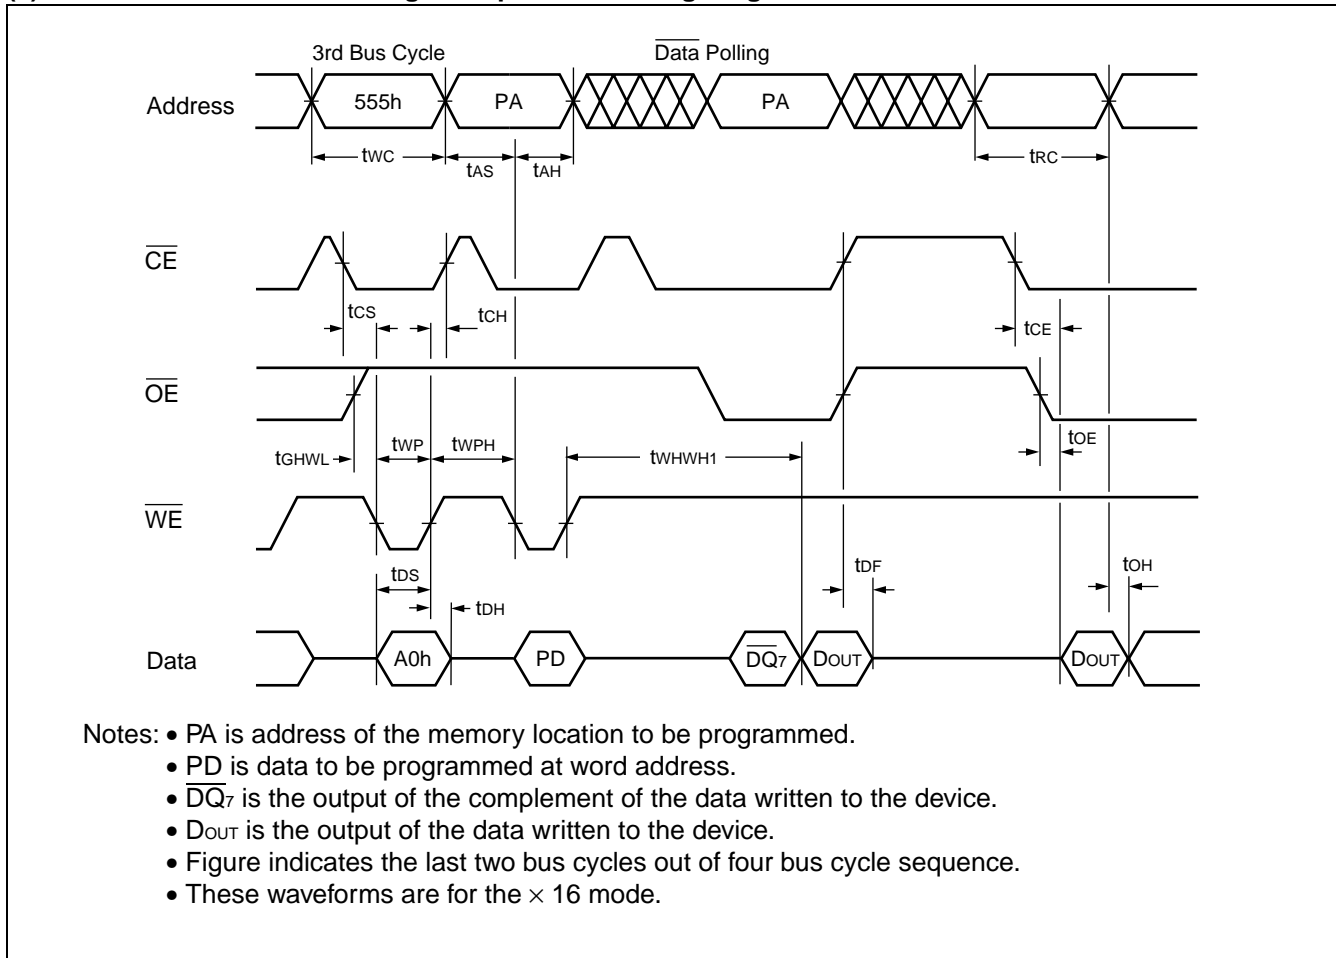 3rd Bus Cycle
Data Polling
Address
555h
PA
PA
tWC
tAS
tAH
tRC
CE
tCS
tCH
tCE
OE
tGHWL
tWP
tWPH
tWHWH1
tOE
WE
tDS
tDH
tDF
tOH
Data
A0h
PD
DQ7
DOUT
DOUT
Notes: • PA is address of the memory location to be programmed.
• PD is data to be programmed at word address.
• DQ7 is the output of the complement of the data written to the device.
• DOUT is the output of the data written to the device.
• Figure indicates the last two bus cycles out of four bus cycle sequence.
• These waveforms are for the × 16 mode.